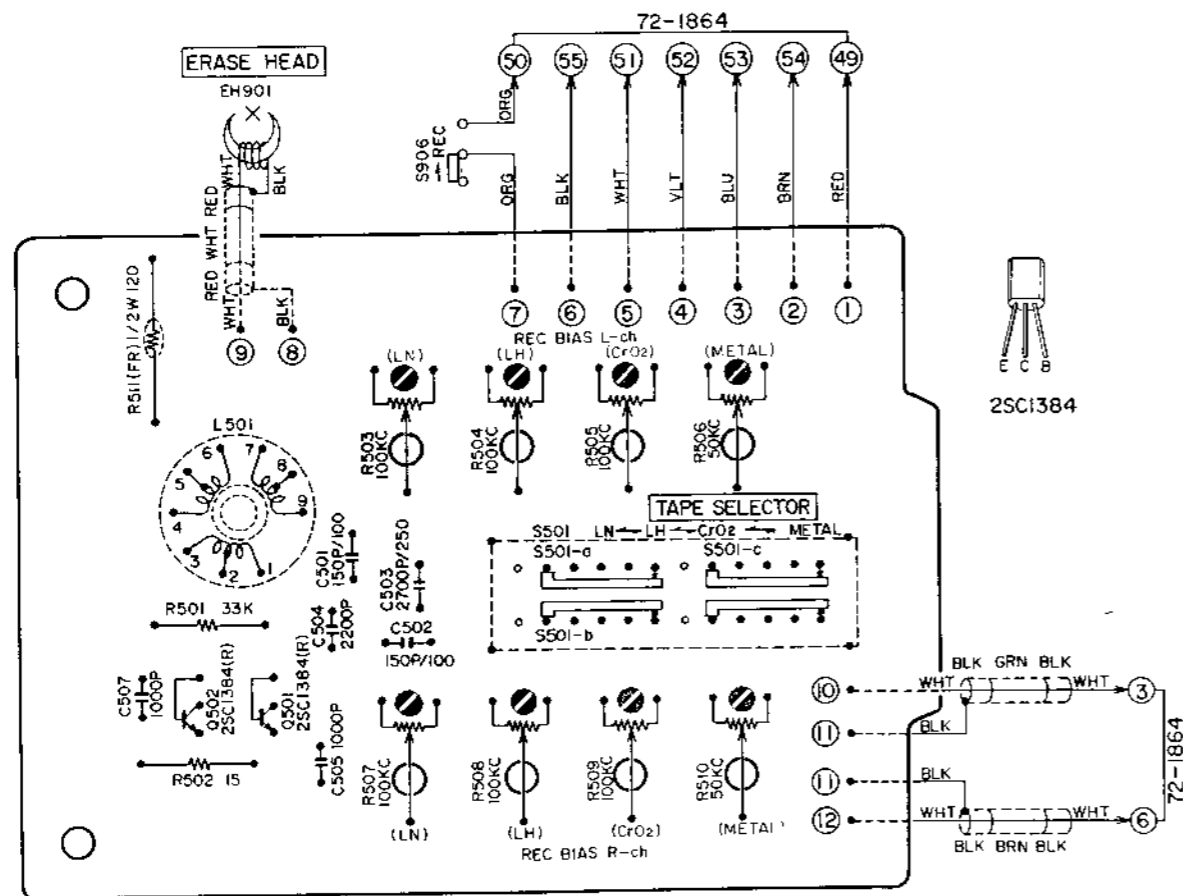 72-1864
50 55 51 52 53 54 49
ERASE HEAD
EH901
ORG
S906
←REC
WHT
BLK
RED WHT RED
ORG BLK WHT VLT BLU BRN RED
WHT
BLK
9 8
7 6 5 4 3 2 1
R511(FR)1/2W 120
REC BIAS L-ch
(LN) (LH) (CrO2) (METAL)
R503
100KC
R504
100KC
R505
100KC
R506
50KC
E C B
2SC1384
L501
6 7
5 8
4 9
3 2 1
TAPE SELECTOR
S501 LN ← LH ← CrO2 ← METAL
S501-a S501-c
S501-b
C501
150P/100
C503
2700P/250
R501 33K
C504
2200P
C502
150P/100
C507
1000P
Q502
2SC1384(R)
Q501
2SC1384(R)
R502 15
C505 1000P
R507
100KC
R508
100KC
R509
100KC
R510
50KC
(LN) (LH) (CrO2) (METAL)
REC BIAS R-ch
BLK GRN BLK
10 WHT WHT 3
11 BLK
11 BLK
12 WHT WHT 6
BLK BRN BLK
72-1864